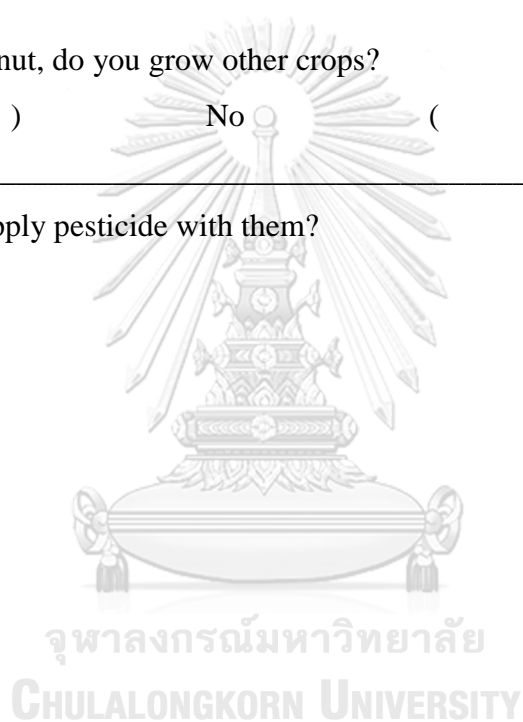 nut, do you grow other crops?
) No (
pply pesticide with them?
จุฬาลงกรณ์มหาวิทยาลัย
CHULALONGKORN UNIVERSITY